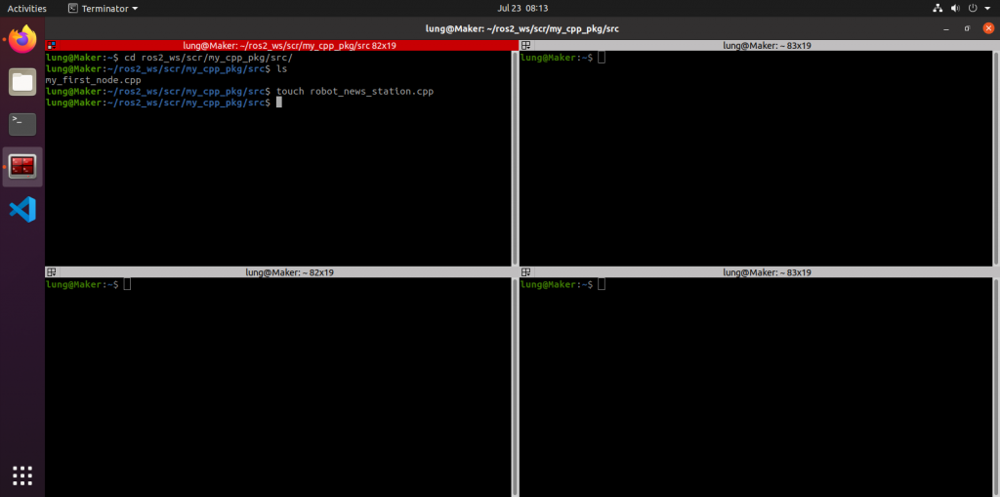 Activities
Terminator
Jul 23 08:13
lung@Maker: ~/ros2_ws/scr/my_cpp_pkg/src
lung@Maker: ~/ros2_ws/scr/my_cpp_pkg/src 82x19
lung@Maker:~$ cd ros2_ws/scr/my_cpp_pkg/src/
lung@Maker:~/ros2_ws/scr/my_cpp_pkg/src$ ls
my_first_node.cpp
lung@Maker:~/ros2_ws/scr/my_cpp_pkg/src$ touch robot_news_station.cpp
lung@Maker:~/ros2_ws/scr/my_cpp_pkg/src$
lung@Maker: ~ 83x19
lung@Maker:~$
lung@Maker: ~ 82x19
lung@Maker:~$
lung@Maker: ~ 83x19
lung@Maker:~$